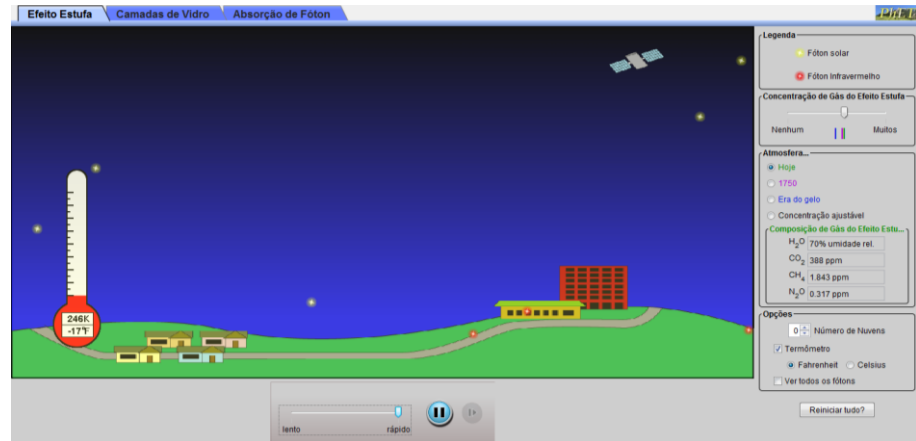 Efeito Estufa Camadas de Vidro Absorção de Fóton
PhET
Legenda
Fóton solar
Fóton Infravermelho
Concentração de Gás do Efeito Estufa
Nenhum Muitos
Atmosfera...
Hoje
1750
Era do gelo
Concentração ajustável
Composição de Gás do Efeito Estu...
H2O 70% umidade rel.
CO2 388 ppm
CH4 1.843 ppm
N2O 0.317 ppm
Opções
0 Número de Nuvens
Termômetro
Fahrenheit Celsius
Ver todos os fótons
Reiniciar tudo?
246K
-17°F
lento rápido